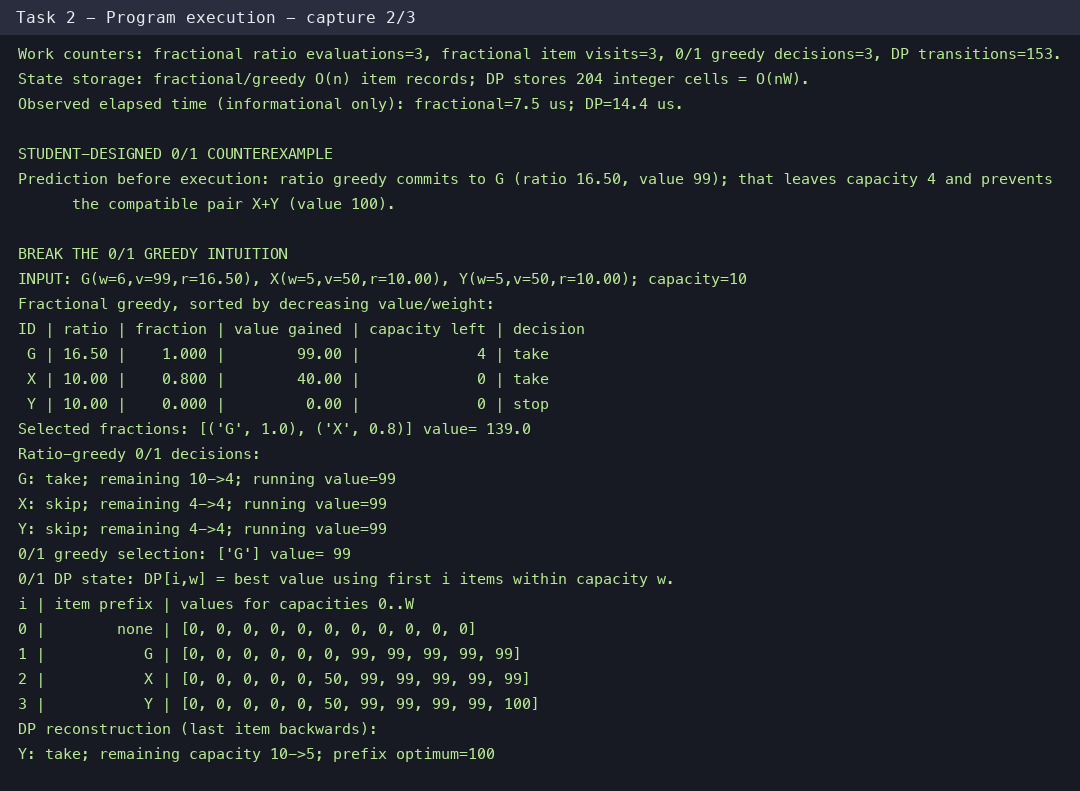 Task 2 – Program execution – capture 2/3
Work counters: fractional ratio evaluations=3, fractional item visits=3, 0/1 greedy decisions=3, DP transitions=153.
State storage: fractional/greedy O(n) item records; DP stores 204 integer cells = O(nW).
Observed elapsed time (informational only): fractional=7.5 us; DP=14.4 us.
STUDENT–DESIGNED 0/1 COUNTEREXAMPLE
Prediction before execution: ratio greedy commits to G (ratio 16.50, value 99); that leaves capacity 4 and prevents
the compatible pair X+Y (value 100).
BREAK THE 0/1 GREEDY INTUITION
INPUT: G(w=6,v=99,r=16.50), X(w=5,v=50,r=10.00), Y(w=5,v=50,r=10.00); capacity=10
Fractional greedy, sorted by decreasing value/weight:
ID | ratio | fraction | value gained | capacity left | decision
G | 16.50 | 1.000 | 99.00 | 4 | take
X | 10.00 | 0.800 | 40.00 | 0 | take
Y | 10.00 | 0.000 | 0.00 | 0 | stop
Selected fractions: [('G', 1.0), ('X', 0.8)] value= 139.0
Ratio–greedy 0/1 decisions:
G: take; remaining 10–>4; running value=99
X: skip; remaining 4–>4; running value=99
Y: skip; remaining 4–>4; running value=99
0/1 greedy selection: ['G'] value= 99
0/1 DP state: DP[i,w] = best value using first i items within capacity w.
i | item prefix | values for capacities 0..W
0 | none | [0, 0, 0, 0, 0, 0, 0, 0, 0, 0, 0]
1 | G | [0, 0, 0, 0, 0, 0, 99, 99, 99, 99, 99]
2 | X | [0, 0, 0, 0, 0, 50, 99, 99, 99, 99, 99]
3 | Y | [0, 0, 0, 0, 0, 50, 99, 99, 99, 99, 100]
DP reconstruction (last item backwards):
Y: take; remaining capacity 10–>5; prefix optimum=100